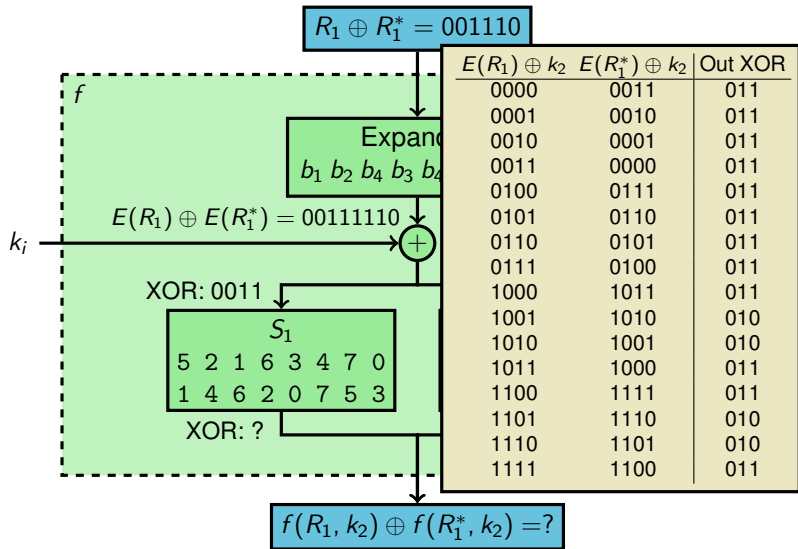 R₁ ⊕ R₁* = 001110
f
Expand
b₁ b₂ b₄ b₃ b₄
E(R₁) ⊕ E(R₁*) = 00111110
kᵢ
+
XOR: 0011
S₁
5 2 1 6 3 4 7 0
1 4 6 2 0 7 5 3
XOR: ?
f(R₁, k₂) ⊕ f(R₁*, k₂) =?
E(R₁) ⊕ k₂ E(R₁*) ⊕ k₂ Out XOR
0000 0011 011
0001 0010 011
0010 0001 011
0011 0000 011
0100 0111 011
0101 0110 011
0110 0101 011
0111 0100 011
1000 1011 011
1001 1010 010
1010 1001 010
1011 1000 011
1100 1111 011
1101 1110 010
1110 1101 010
1111 1100 011